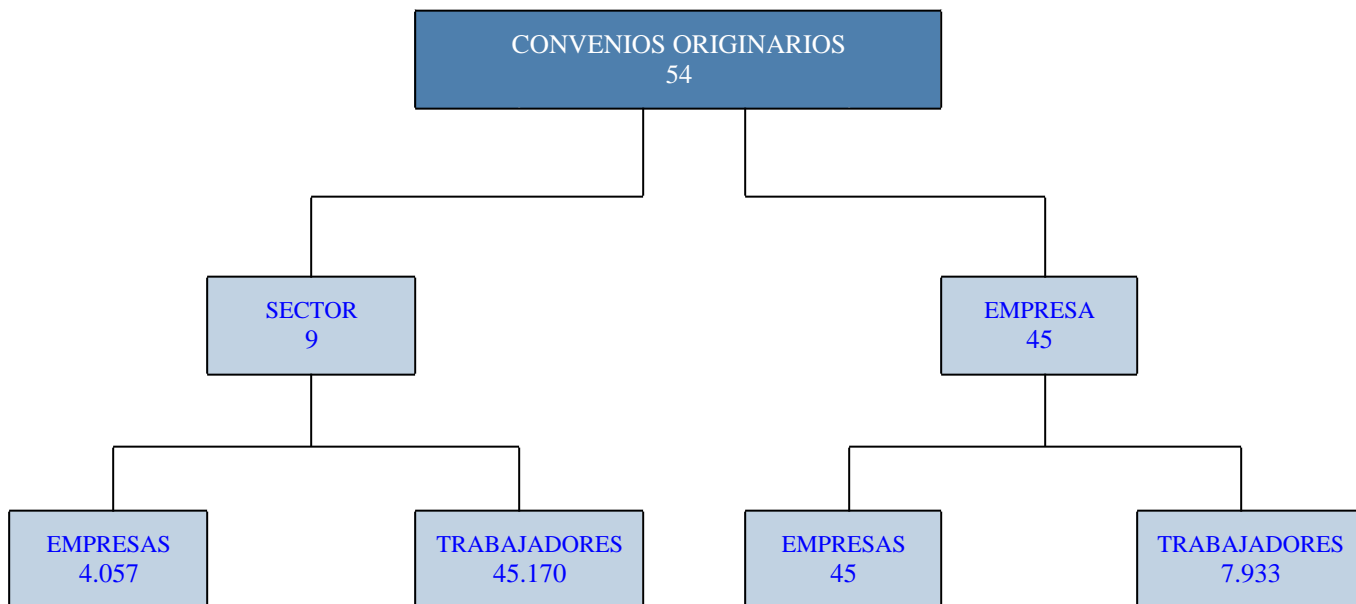 CONVENIOS ORIGINARIOS
54
SECTOR
9
EMPRESA
45
EMPRESAS
4.057
TRABAJADORES
45.170
EMPRESAS
45
TRABAJADORES
7.933